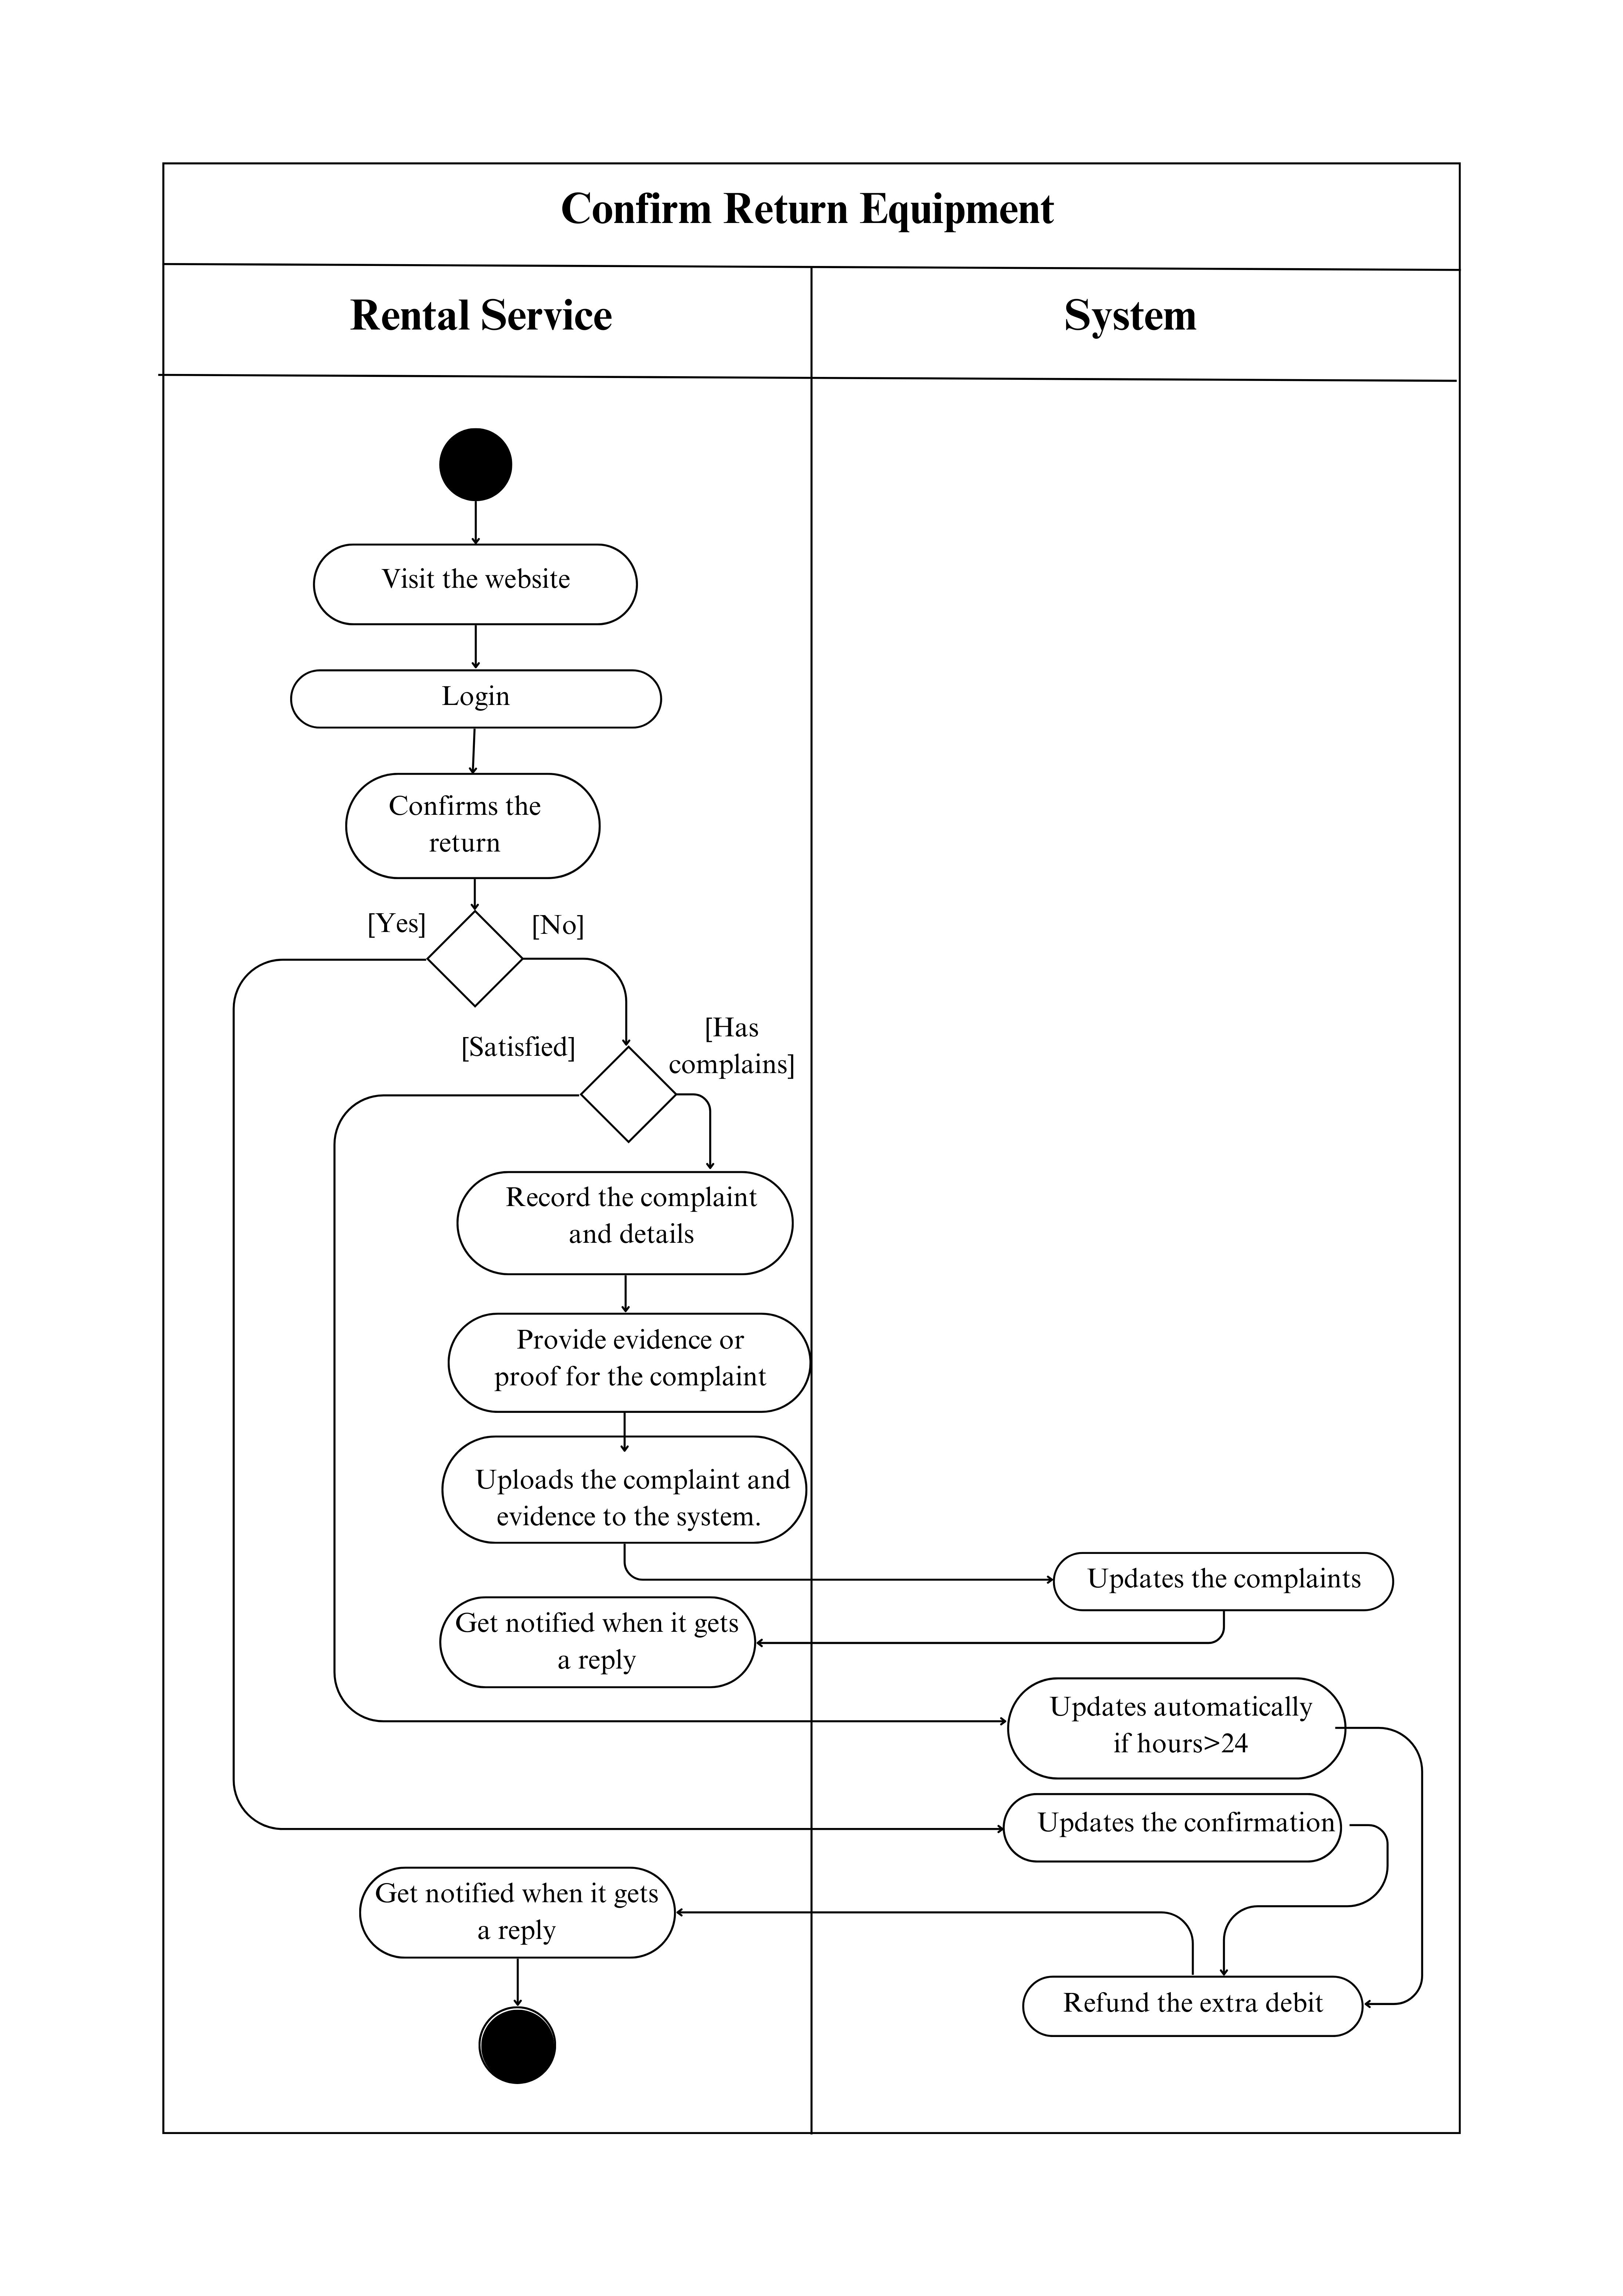 Confirm Return Equipment
Rental Service
System
Visit the website
Login
Confirms the
return
[Yes]
[No]
[Satisfied]
[Has
complains]
Record the complaint
and details
Provide evidence or
proof for the complaint
Uploads the complaint and
evidence to the system.
Updates the complaints
Get notified when it gets
a reply
Updates automatically
if hours>24
Updates the confirmation
Get notified when it gets
a reply
Refund the extra debit